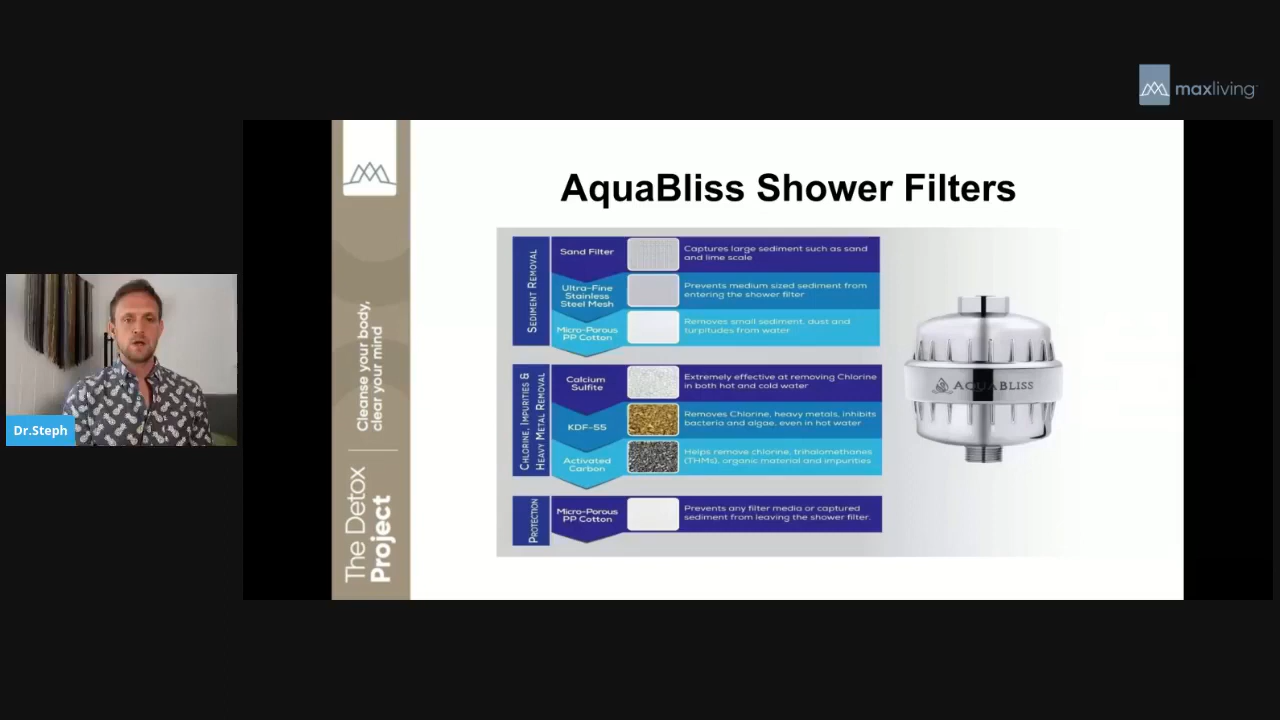 maxliving
AquaBliss Shower Filters
SEDIMENT REMOVAL
Sand Filter
Captures large sediment such as sand
and lime scale
Ultra-Fine
Stainless
Steel Mesh
Prevents medium sized sediment from
entering the shower filter
Micro-Porous
PP Cotton
Removes small sediment, dust and
turpitudes from water
CHLORINE, IMPURITIES &
HEAVY METAL REMOVAL
Calcium
Sulfite
Extremely effective at removing Chlorine
in both hot and cold water
KDF-55
Removes Chlorine, heavy metals, inhibits
bacteria and algae, even in hot water
Activated
Carbon
Helps remove chlorine, trihalomethanes
(THMs), organic material and impurities
PROTECTION
Micro-Porous
PP Cotton
Prevents any filter media or captured
sediment from leaving the shower filter.
AQUABLISS
Cleanse your body,
clear your mind
The Detox
Project
Dr.Steph